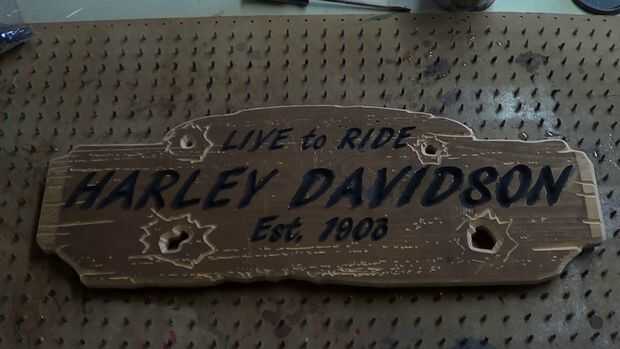 LIVE to RIDE
HARLEY DAVIDSON
Est, 1903